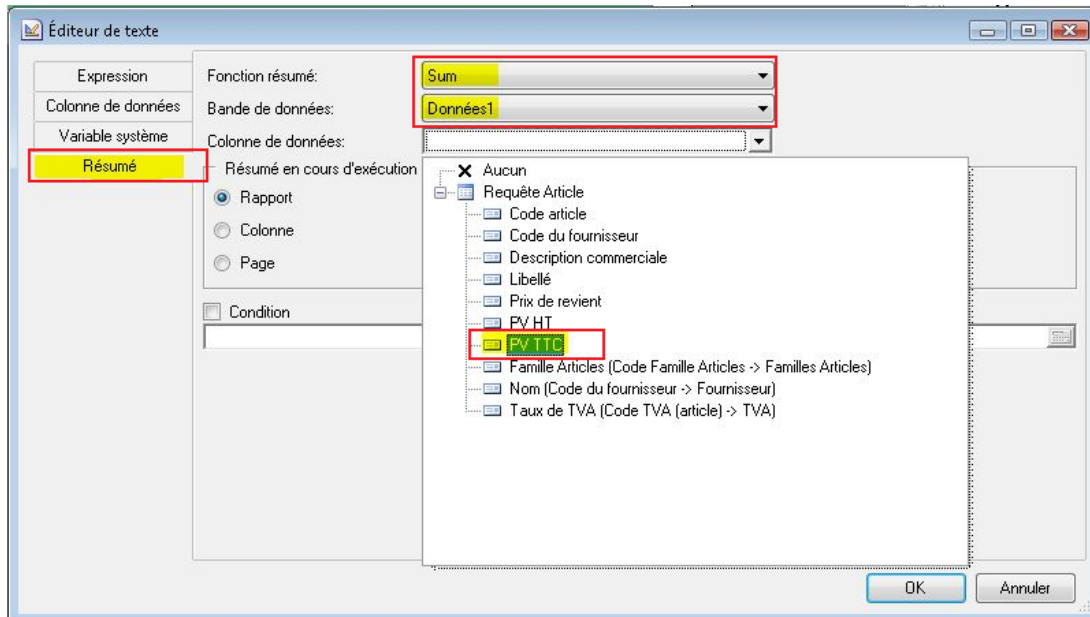 Éditeur de texte
Expression
Fonction résumé:
Sum
Colonne de données
Bande de données:
Données1
Variable système
Colonne de données:
Résumé
Résumé en cours d'exécution
Aucun
Requête Article
Rapport
Code article
Colonne
Code du fournisseur
Page
Description commerciale
Libellé
Prix de revient
Condition
PV HT
PV TTC
Famille Articles (Code Famille Articles -> Familles Articles)
Nom (Code du fournisseur -> Fournisseur)
Taux de TVA (Code TVA (article) -> TVA)
OK
Annuler